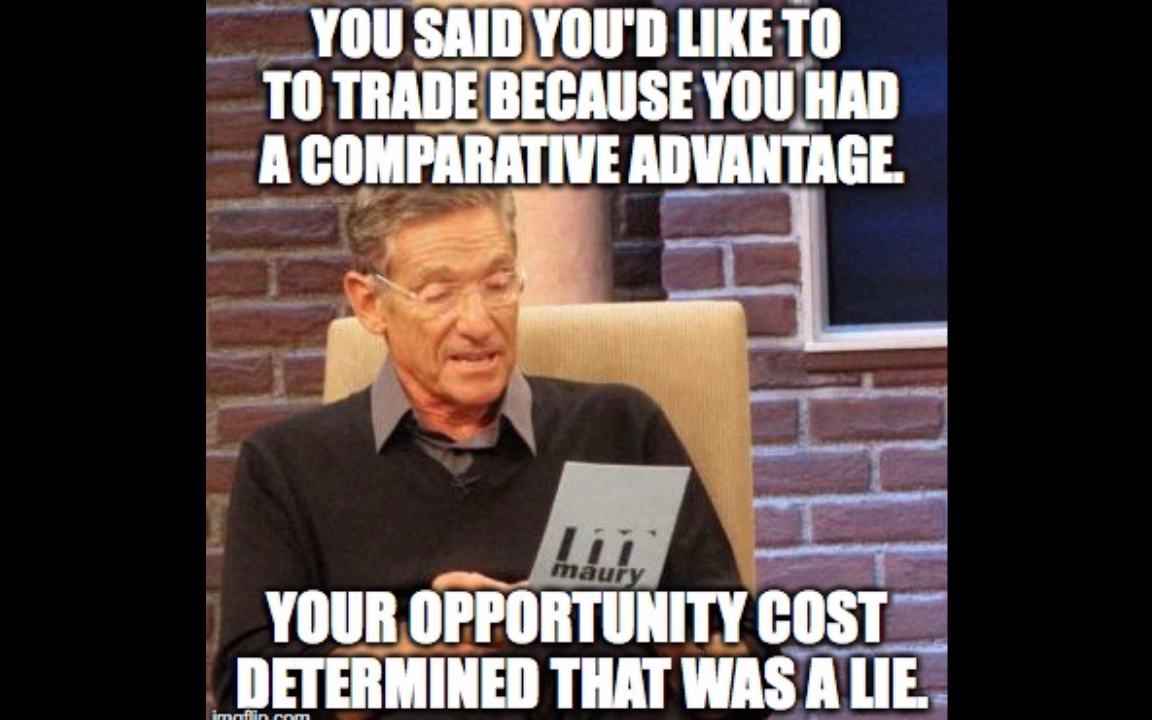 YOU SAID YOU'D LIKE TO
TO TRADE BECAUSE YOU HAD
A COMPARATIVE ADVANTAGE.
maury
YOUR OPPORTUNITY COST
DETERMINED THAT WAS A LIE.
imgflip.com